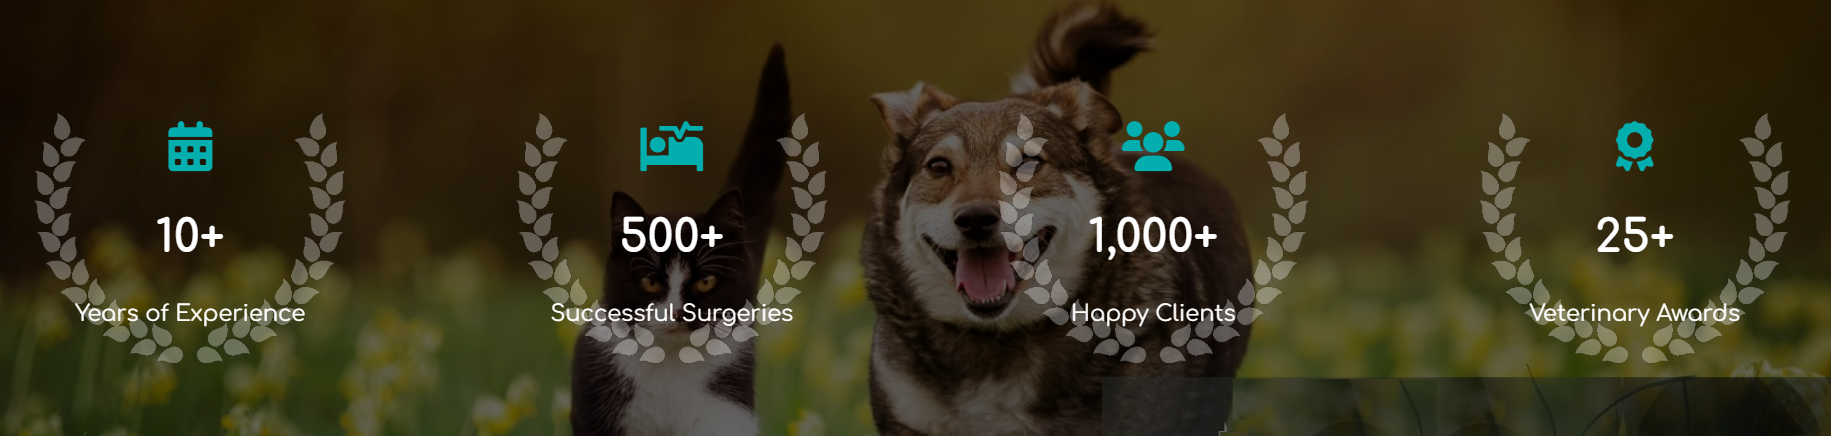 10+
500+
1,000+
25+
Years of Experience
Successful Surgeries
Happy Clients
Veterinary Awards